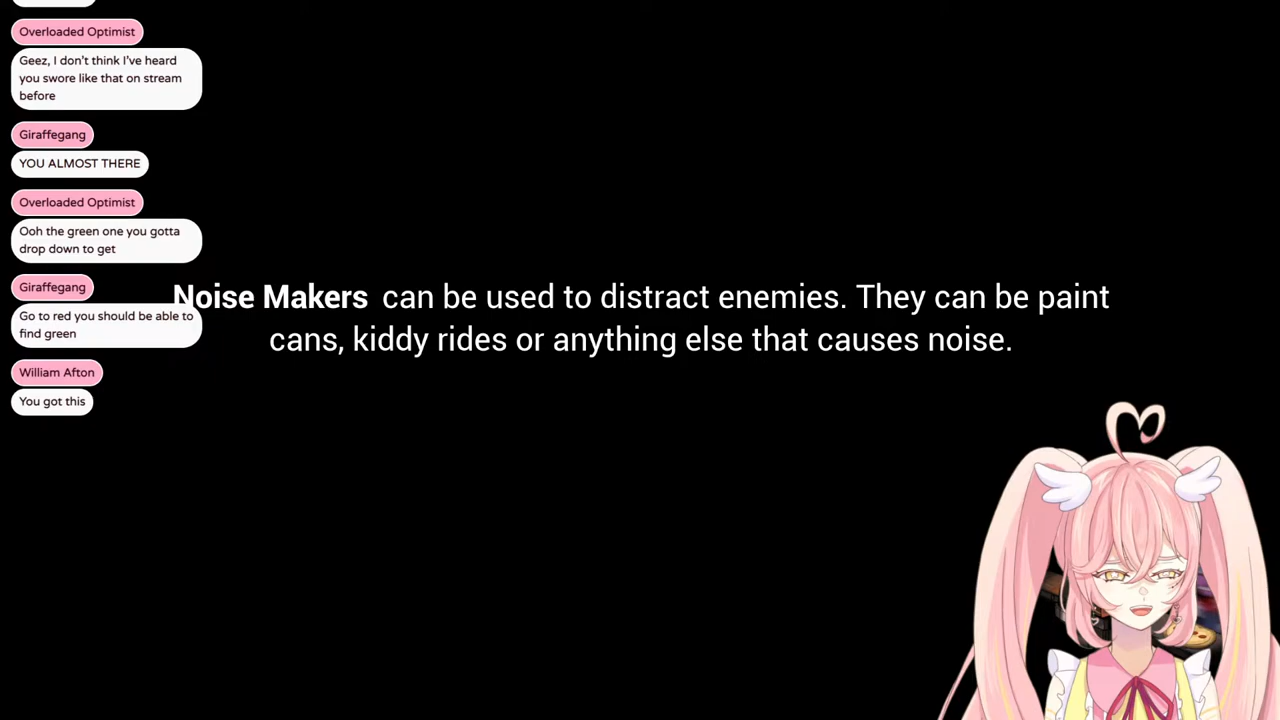 Overloaded Optimist
Geez, I don't think I've heard
you swore like that on stream
before
Giraffegang
YOU ALMOST THERE
Overloaded Optimist
Ooh the green one you gotta
drop down to get
Giraffegang
Go to red you should be able to
find green
William Afton
You got this
Noise Makers can be used to distract enemies. They can be paint
cans, kiddy rides or anything else that causes noise.